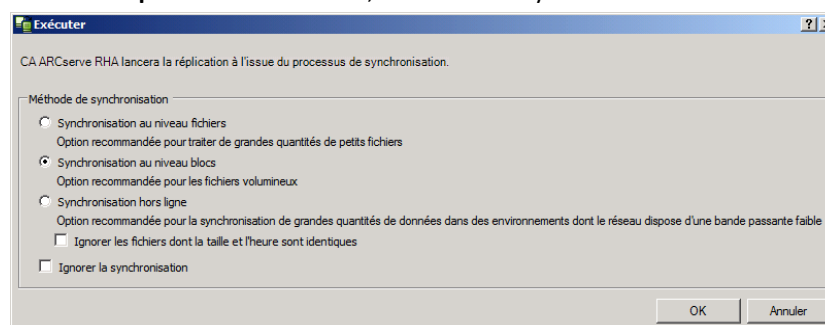 Exécuter
CA ARCserve RHA lancera la réplication à l'issue du processus de synchronisation.
Méthode de synchronisation
Synchronisation au niveau fichiers
Option recommandée pour traiter de grandes quantités de petits fichiers
Synchronisation au niveau blocs
Option recommandée pour les fichiers volumineux
Synchronisation hors ligne
Option recommandée pour la synchronisation de grandes quantités de données dans des environnements dont le réseau dispose d'une bande passante faible
Ignorer les fichiers dont la taille et l'heure sont identiques
Ignorer la synchronisation
OK Annuler